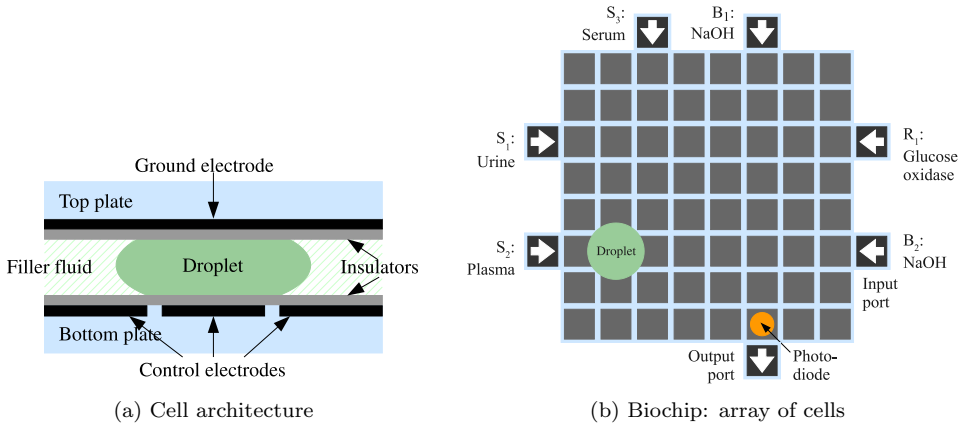 Ground electrode
Top plate
Filler fluid
Droplet
Insulators
Bottom plate
Control electrodes
(a) Cell architecture
S3:
Serum
B1:
NaOH
S1:
Urine
R1:
Glucose
oxidase
S2:
Plasma
Droplet
B2:
NaOH
Input
port
Output
port
Photo-
diode
(b) Biochip: array of cells